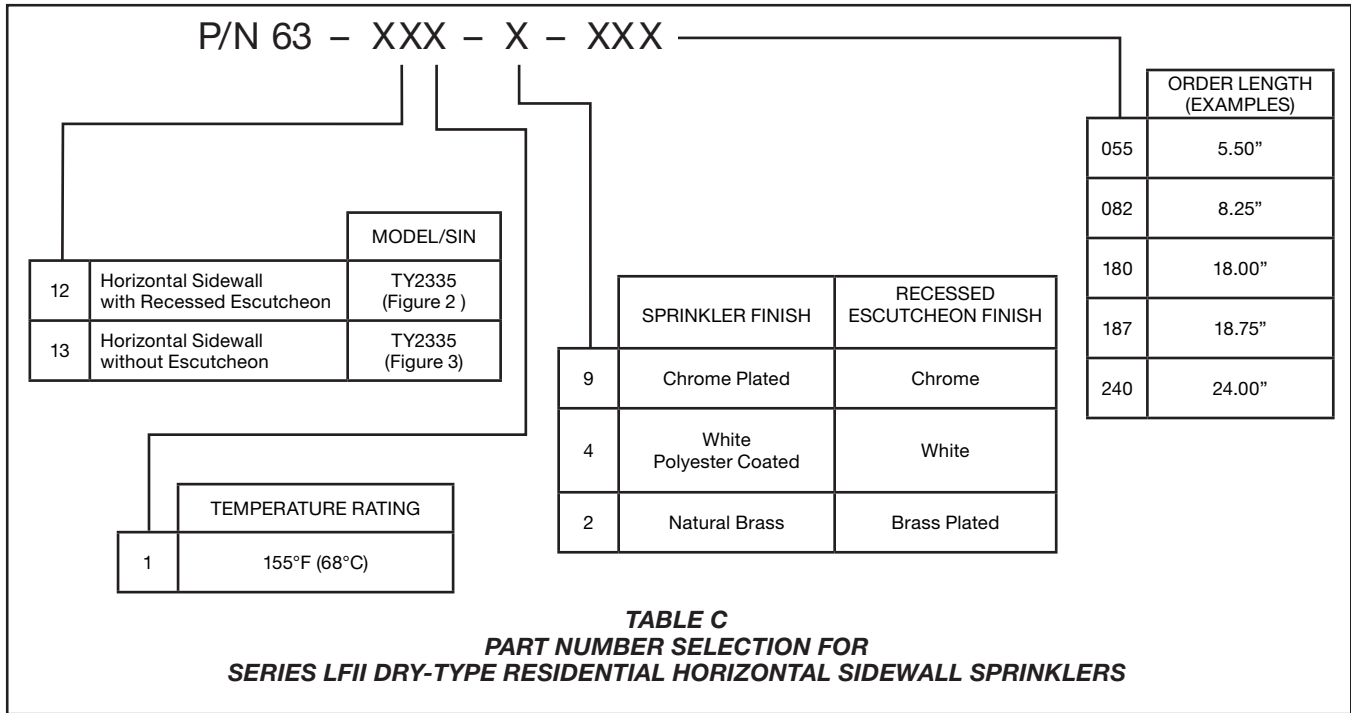 P/N 63 – XXX – X – XXX
ORDER LENGTH
(EXAMPLES)
055 5.50”
082 8.25”
180 18.00”
187 18.75”
240 24.00”
MODEL/SIN
12 Horizontal Sidewall
with Recessed Escutcheon
TY2335
(Figure 2 )
13 Horizontal Sidewall
without Escutcheon
TY2335
(Figure 3)
SPRINKLER FINISH
RECESSED
ESCUTCHEON FINISH
9 Chrome Plated Chrome
4 White
Polyester Coated
White
2 Natural Brass Brass Plated
TEMPERATURE RATING
1 155°F (68°C)
TABLE C
PART NUMBER SELECTION FOR
SERIES LFII DRY-TYPE RESIDENTIAL HORIZONTAL SIDEWALL SPRINKLERS